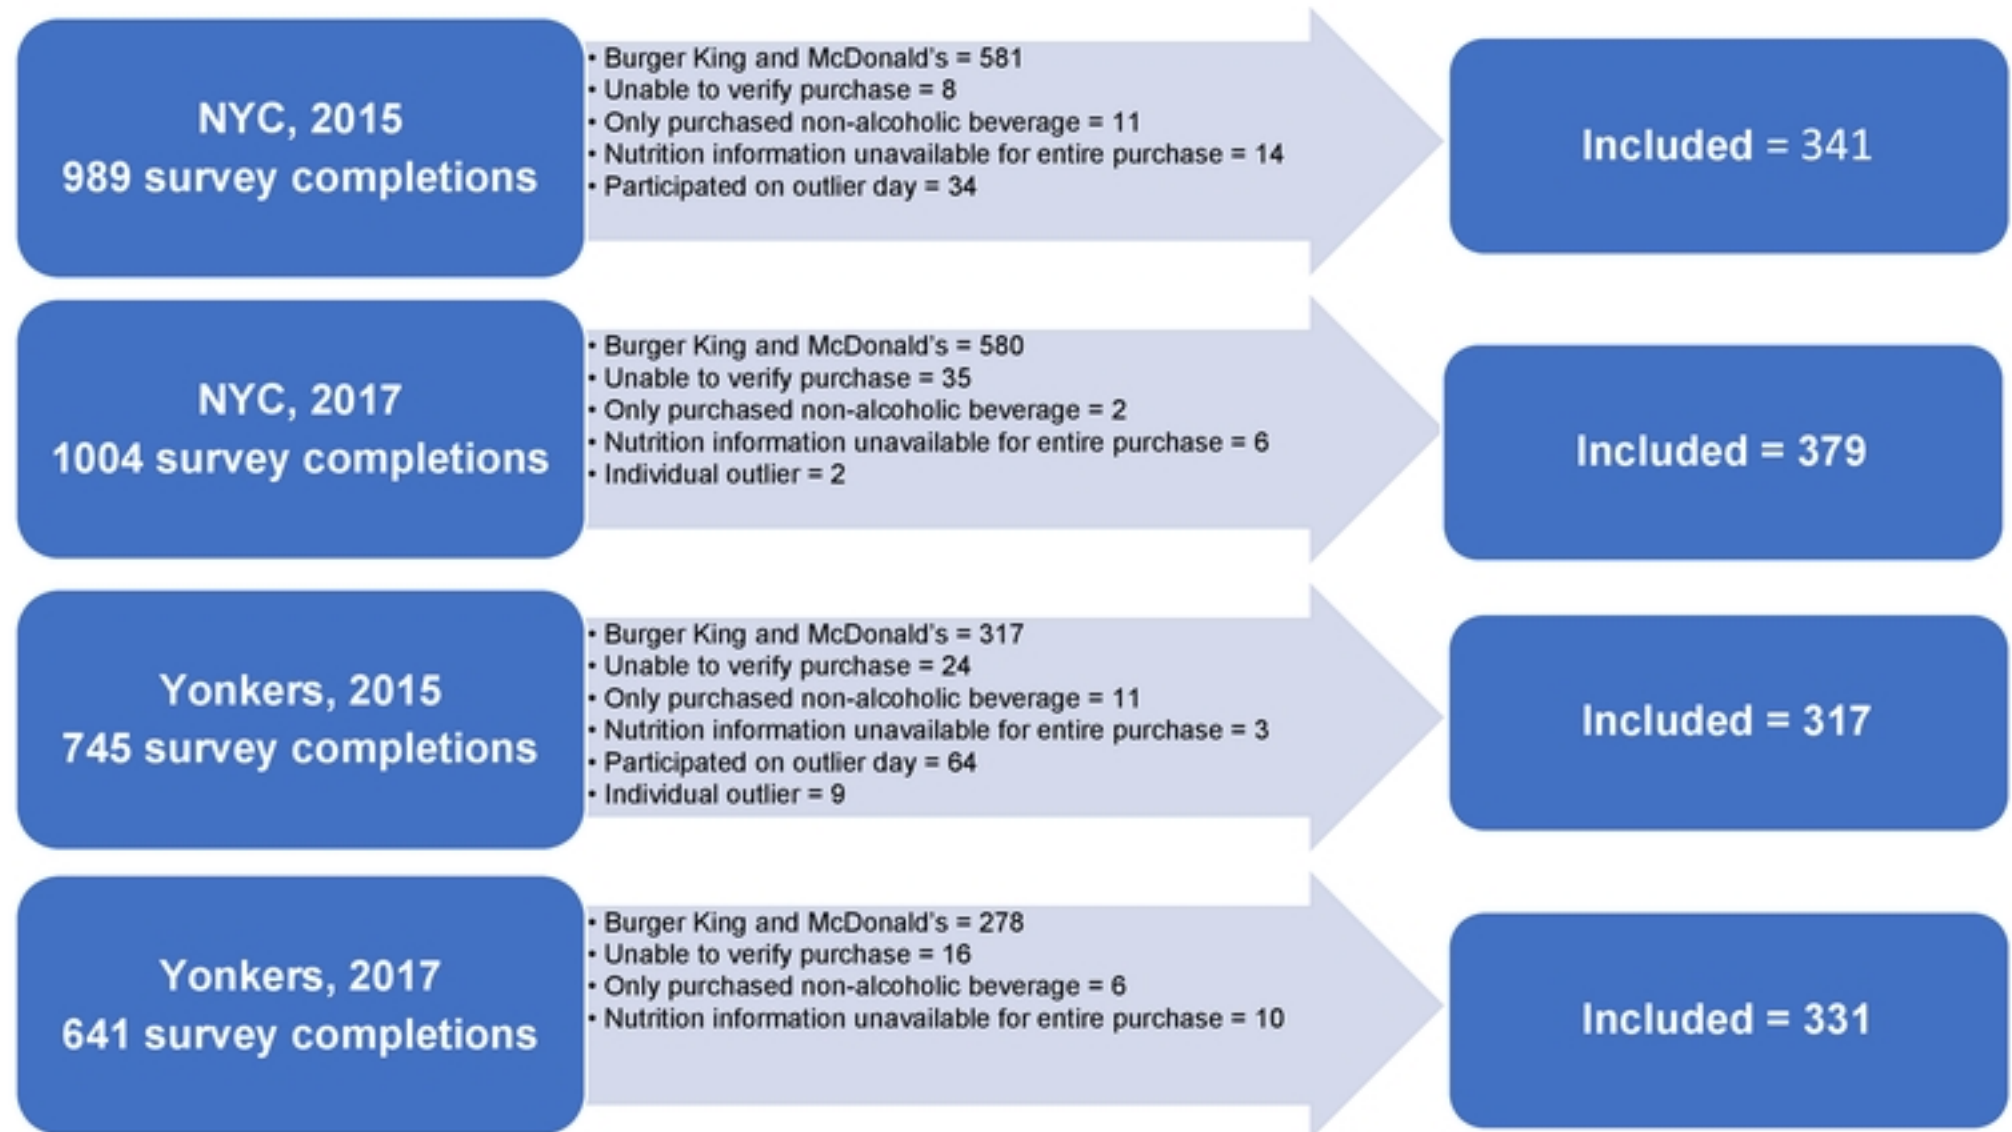 NYC, 2015
989 survey completions
• Burger King and McDonald's = 581
• Unable to verify purchase = 8
• Only purchased non-alcoholic beverage = 11
• Nutrition information unavailable for entire purchase = 14
• Participated on outlier day = 34
Included = 341
NYC, 2017
1004 survey completions
• Burger King and McDonald's = 580
• Unable to verify purchase = 35
• Only purchased non-alcoholic beverage = 2
• Nutrition information unavailable for entire purchase = 6
• Individual outlier = 2
Included = 379
Yonkers, 2015
745 survey completions
• Burger King and McDonald's = 317
• Unable to verify purchase = 24
• Only purchased non-alcoholic beverage = 11
• Nutrition information unavailable for entire purchase = 3
• Participated on outlier day = 64
• Individual outlier = 9
Included = 317
Yonkers, 2017
641 survey completions
• Burger King and McDonald's = 278
• Unable to verify purchase = 16
• Only purchased non-alcoholic beverage = 6
• Nutrition information unavailable for entire purchase = 10
Included = 331